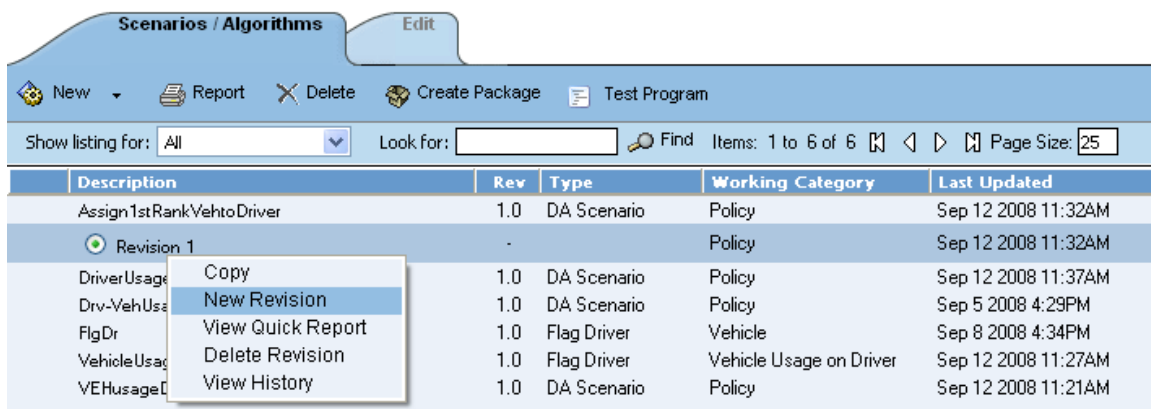 Scenarios / Algorithms Edit
New Report Delete Create Package Test Program
Show listing for: All Look for: Find Items: 1 to 6 of 6 Page Size: 25
Description Rev Type Working Category Last Updated
Assign1stRankVehtoDriver 1.0 DA Scenario Policy Sep 12 2008 11:32AM
Revision 1 - Policy Sep 12 2008 11:32AM
DriverUsage 1.0 DA Scenario Policy Sep 12 2008 11:37AM
Drv-VehUsa 1.0 DA Scenario Policy Sep 5 2008 4:29PM
FlgDr 1.0 Flag Driver Vehicle Sep 8 2008 4:34PM
VehicleUsag 1.0 Flag Driver Vehicle Usage on Driver Sep 12 2008 11:27AM
VEHusageD 1.0 DA Scenario Policy Sep 12 2008 11:21AM
Copy
New Revision
View Quick Report
Delete Revision
View History